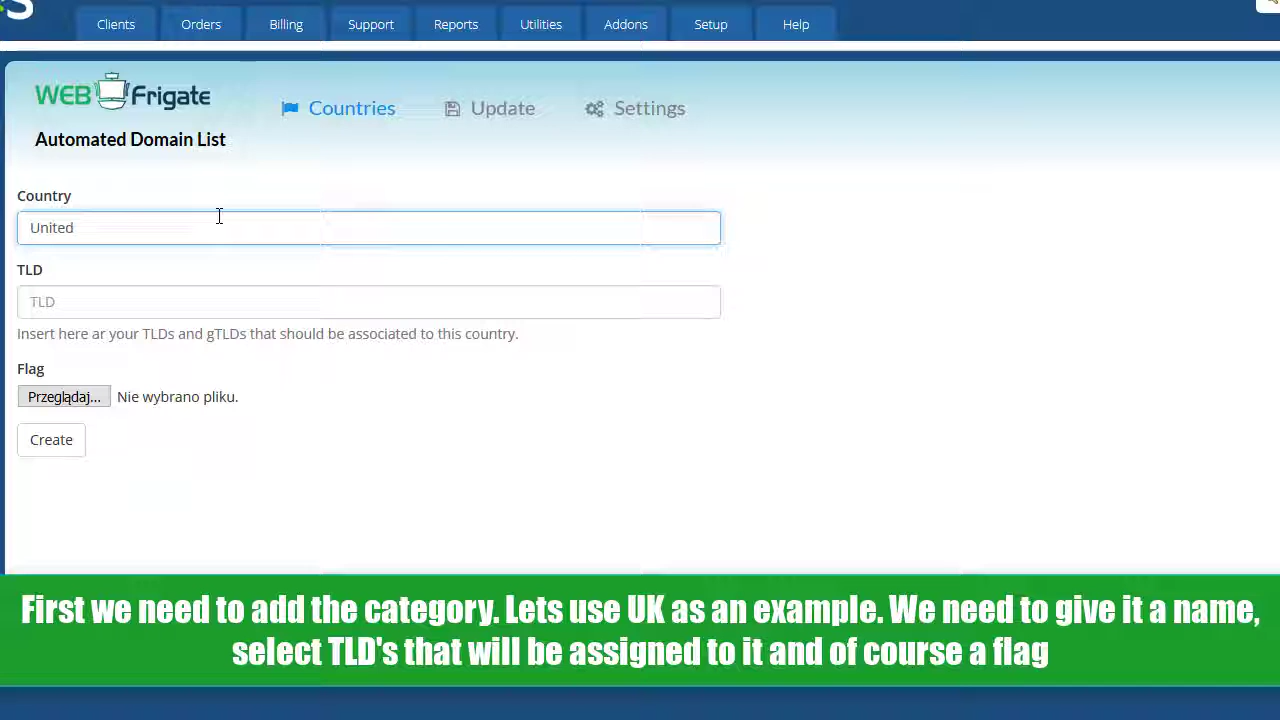 S
Clients Orders Billing Support Reports Utilities Addons Setup Help
WEB Frigate
Countries Update Settings
Automated Domain List
Country
United
TLD
TLD
Insert here ar your TLDs and gTLDs that should be associated to this country.
Flag
Przeglądaj... Nie wybrano pliku.
Create
First we need to add the category. Lets use UK as an example. We need to give it a name,
select TLD's that will be assigned to it and of course a flag